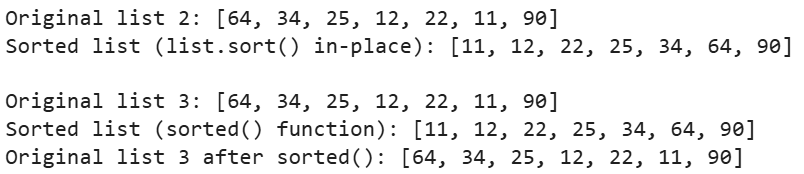 Original list 2: [64, 34, 25, 12, 22, 11, 90]
Sorted list (list.sort() in-place): [11, 12, 22, 25, 34, 64, 90]
Original list 3: [64, 34, 25, 12, 22, 11, 90]
Sorted list (sorted() function): [11, 12, 22, 25, 34, 64, 90]
Original list 3 after sorted(): [64, 34, 25, 12, 22, 11, 90]